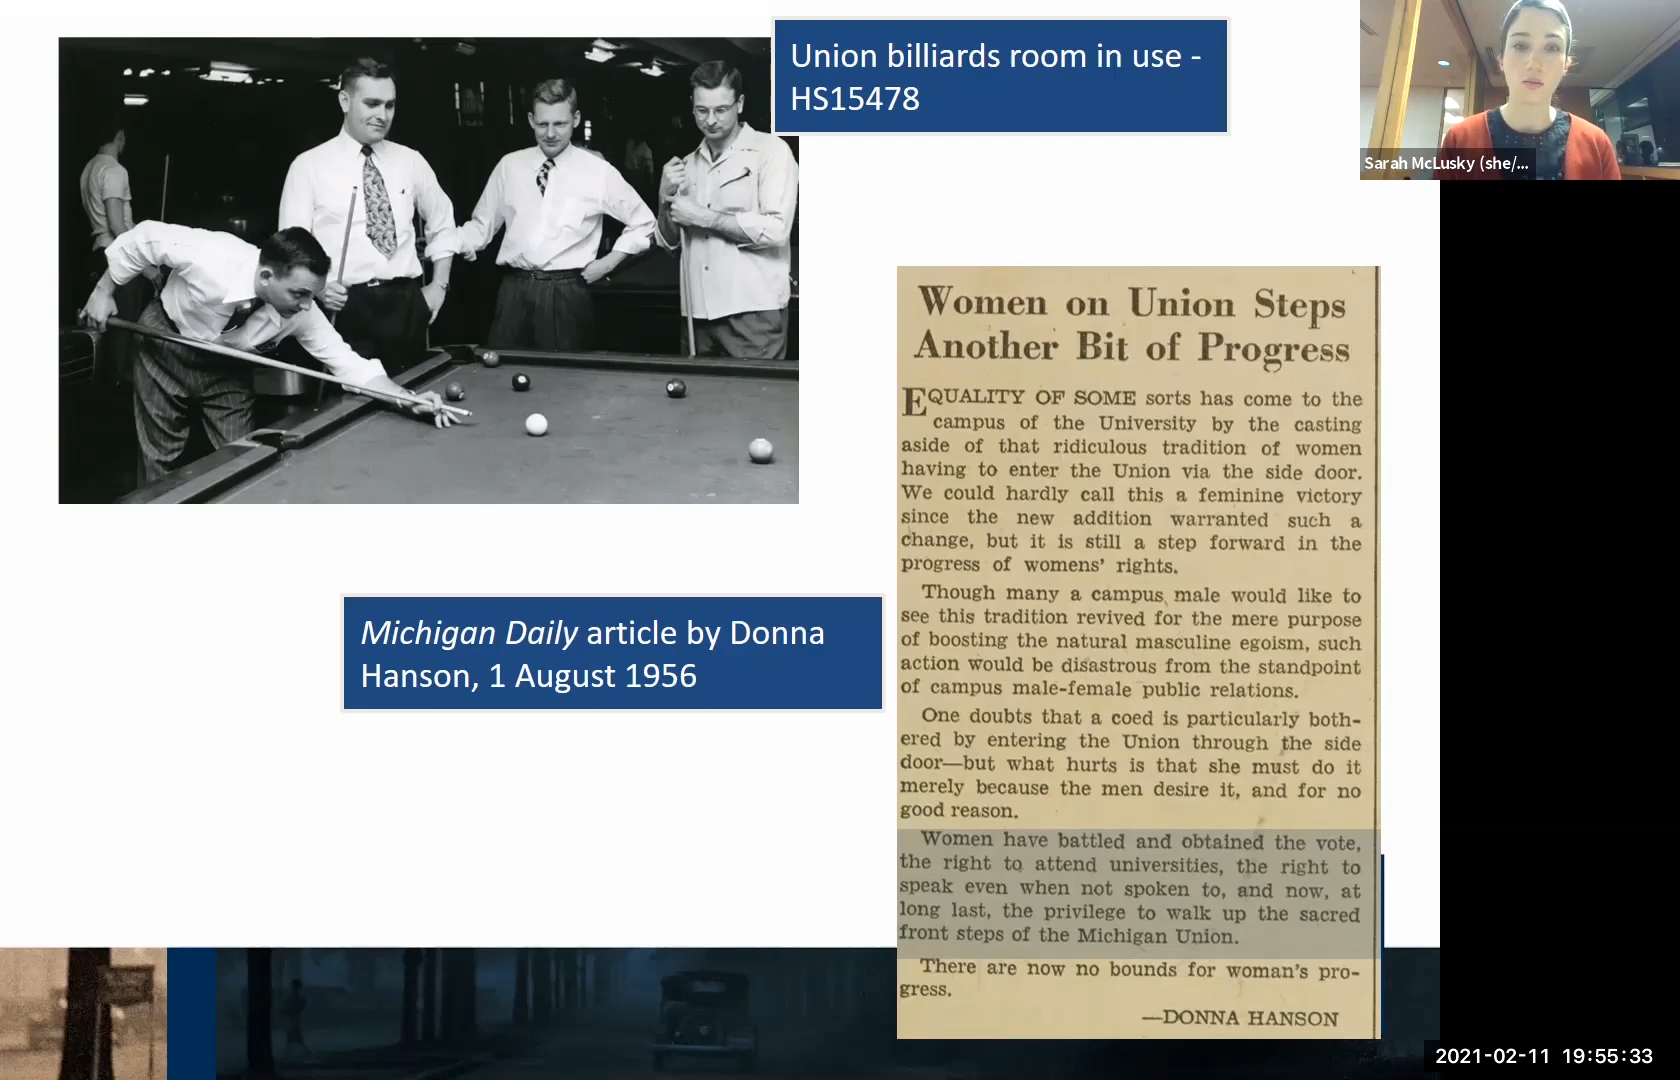 Union billiards room in use -
HS15478
Sarah McLusky (she/...
Women on Union Steps
Another Bit of Progress
EQUALITY OF SOME sorts has come to the
campus of the University by the casting
aside of that ridiculous tradition of women
having to enter the Union via the side door.
We could hardly call this a feminine victory
since the new addition warranted such a
change, but it is still a step forward in the
progress of womens' rights.
Though many a campus male would like to
see this tradition revived for the mere purpose
of boosting the natural masculine egoism, such
action would be disastrous from the standpoint
of campus male-female public relations.
One doubts that a coed is particularly both-
ered by entering the Union through the side
door—but what hurts is that she must do it
merely because the men desire it, and for no
good reason.
Women have battled and obtained the vote,
the right to attend universities, the right to
speak even when not spoken to, and now, at
long last, the privilege to walk up the sacred
front steps of the Michigan Union.
There are now no bounds for woman's pro-
gress.
—DONNA HANSON
Michigan Daily article by Donna
Hanson, 1 August 1956
2021-02-11 19:55:33